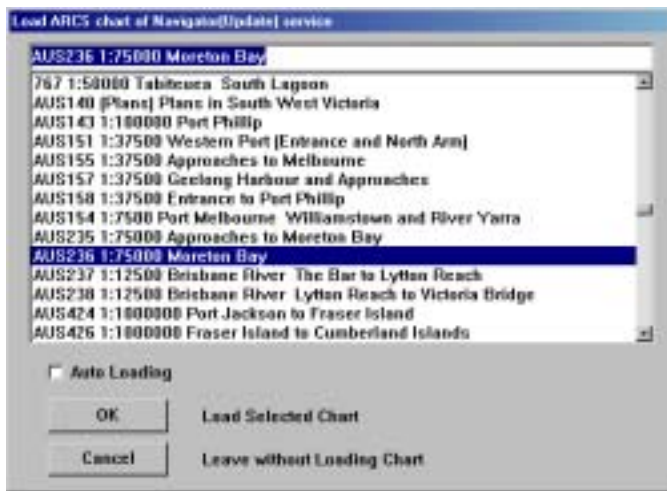 Load ARCS chart of Navigator(Update) service
AUS236 1:75000 Moreton Bay
767 1:50000 Tabiteuea South Lagoon
AUS140 (Plans) Plans in South West Victoria
AUS143 1:100000 Port Phillip
AUS151 1:37500 Western Port (Entrance and North Arm)
AUS155 1:37500 Approaches to Melbourne
AUS157 1:37500 Geelong Harbour and Approaches
AUS158 1:37500 Entrance to Port Phillip
AUS154 1:7500 Port Melbourne Williamstown and River Yarra
AUS235 1:75000 Approaches to Moreton Bay
AUS236 1:75000 Moreton Bay
AUS237 1:12500 Brisbane River The Bar to Lytton Reach
AUS238 1:12500 Brisbane River Lytton Reach to Victoria Bridge
AUS424 1:1000000 Port Jackson to Fraser Island
AUS426 1:1000000 Fraser Island to Cumberland Islands
Auto Loading
OK Load Selected Chart
Cancel Leave without Loading Chart